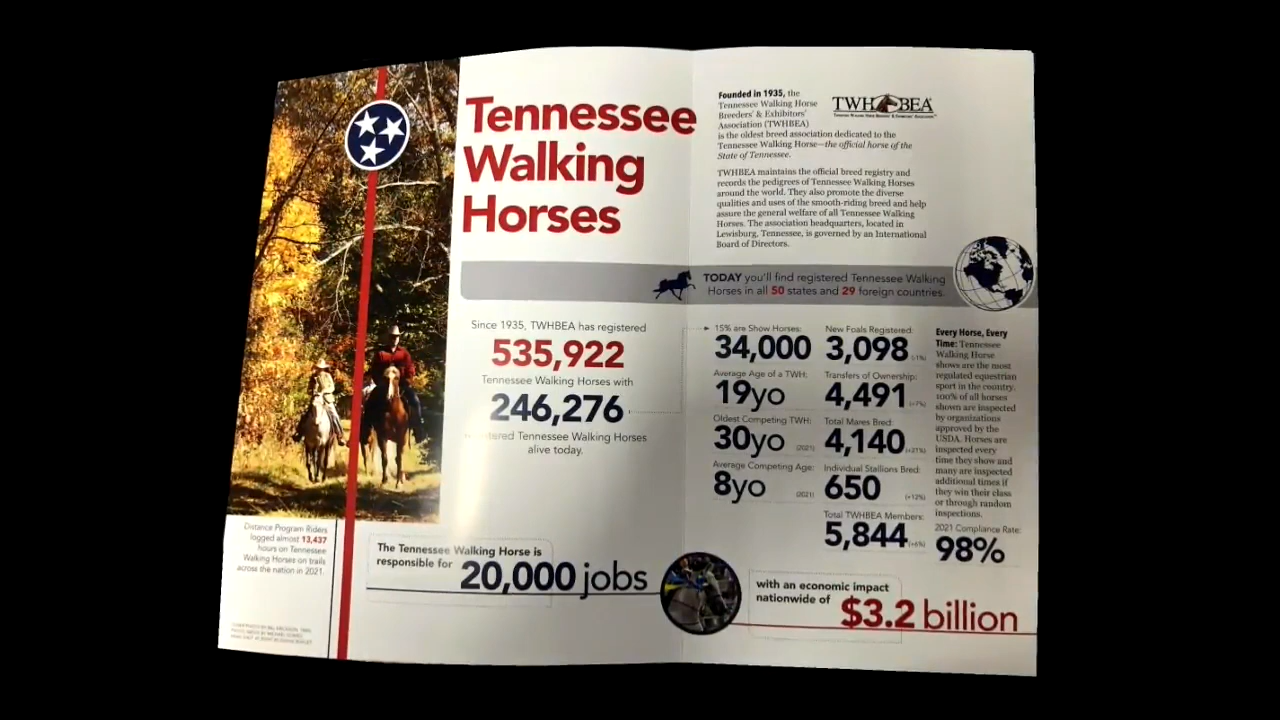 Tennessee
Walking
Horses
Founded in 1935, the
Tennessee Walking Horse
Breeders' & Exhibitors'
Association (TWHBEA)
is the oldest breed association dedicated to the
Tennessee Walking Horse—the official horse of the
State of Tennessee.
TWHBEA
TWHBEA maintains the official breed registry and
records the pedigrees of Tennessee Walking Horses
around the world. They also promote the diverse
qualities and uses of the smooth-riding breed and help
assure the general welfare of all Tennessee Walking
Horses. The association headquarters, located in
Lewisburg, Tennessee, is governed by an International
Board of Directors.
TODAY you'll find registered Tennessee Walking
Horses in all 50 states and 29 foreign countries.
Since 1935, TWHBEA has registered
535,922
Tennessee Walking Horses with
246,276
Tennessee Walking Horses
alive today.
15% are Show Horses:
34,000
Average Age of a TWH:
19yo
Oldest Competing TWH:
30yo (2021)
Average Competing Age:
8yo (2021)
New Foals Registered:
3,098 (-1%)
Transfers of Ownership:
4,491 (+7%)
Total Mares Bred:
4,140 (+21%)
Individual Stallions Bred:
650 (+12%)
Total TWHBEA Members:
5,844 (+6%)
Every Horse, Every
Time: Tennessee
Walking Horse
shows are the most
regulated equestrian
sport in the country.
100% of all horses
shown are inspected
by organizations
approved by the
USDA. Horses are
inspected every
time they show and
many are inspected
additional times if
they win their class
or through random
inspections.
2021 Compliance Rate:
98%
Distance Program Riders
logged almost 13,437
hours on Tennessee
Walking Horses on trails
across the nation in 2021.
The Tennessee Walking Horse is
responsible for 20,000 jobs
with an economic impact
nationwide of $3.2 billion